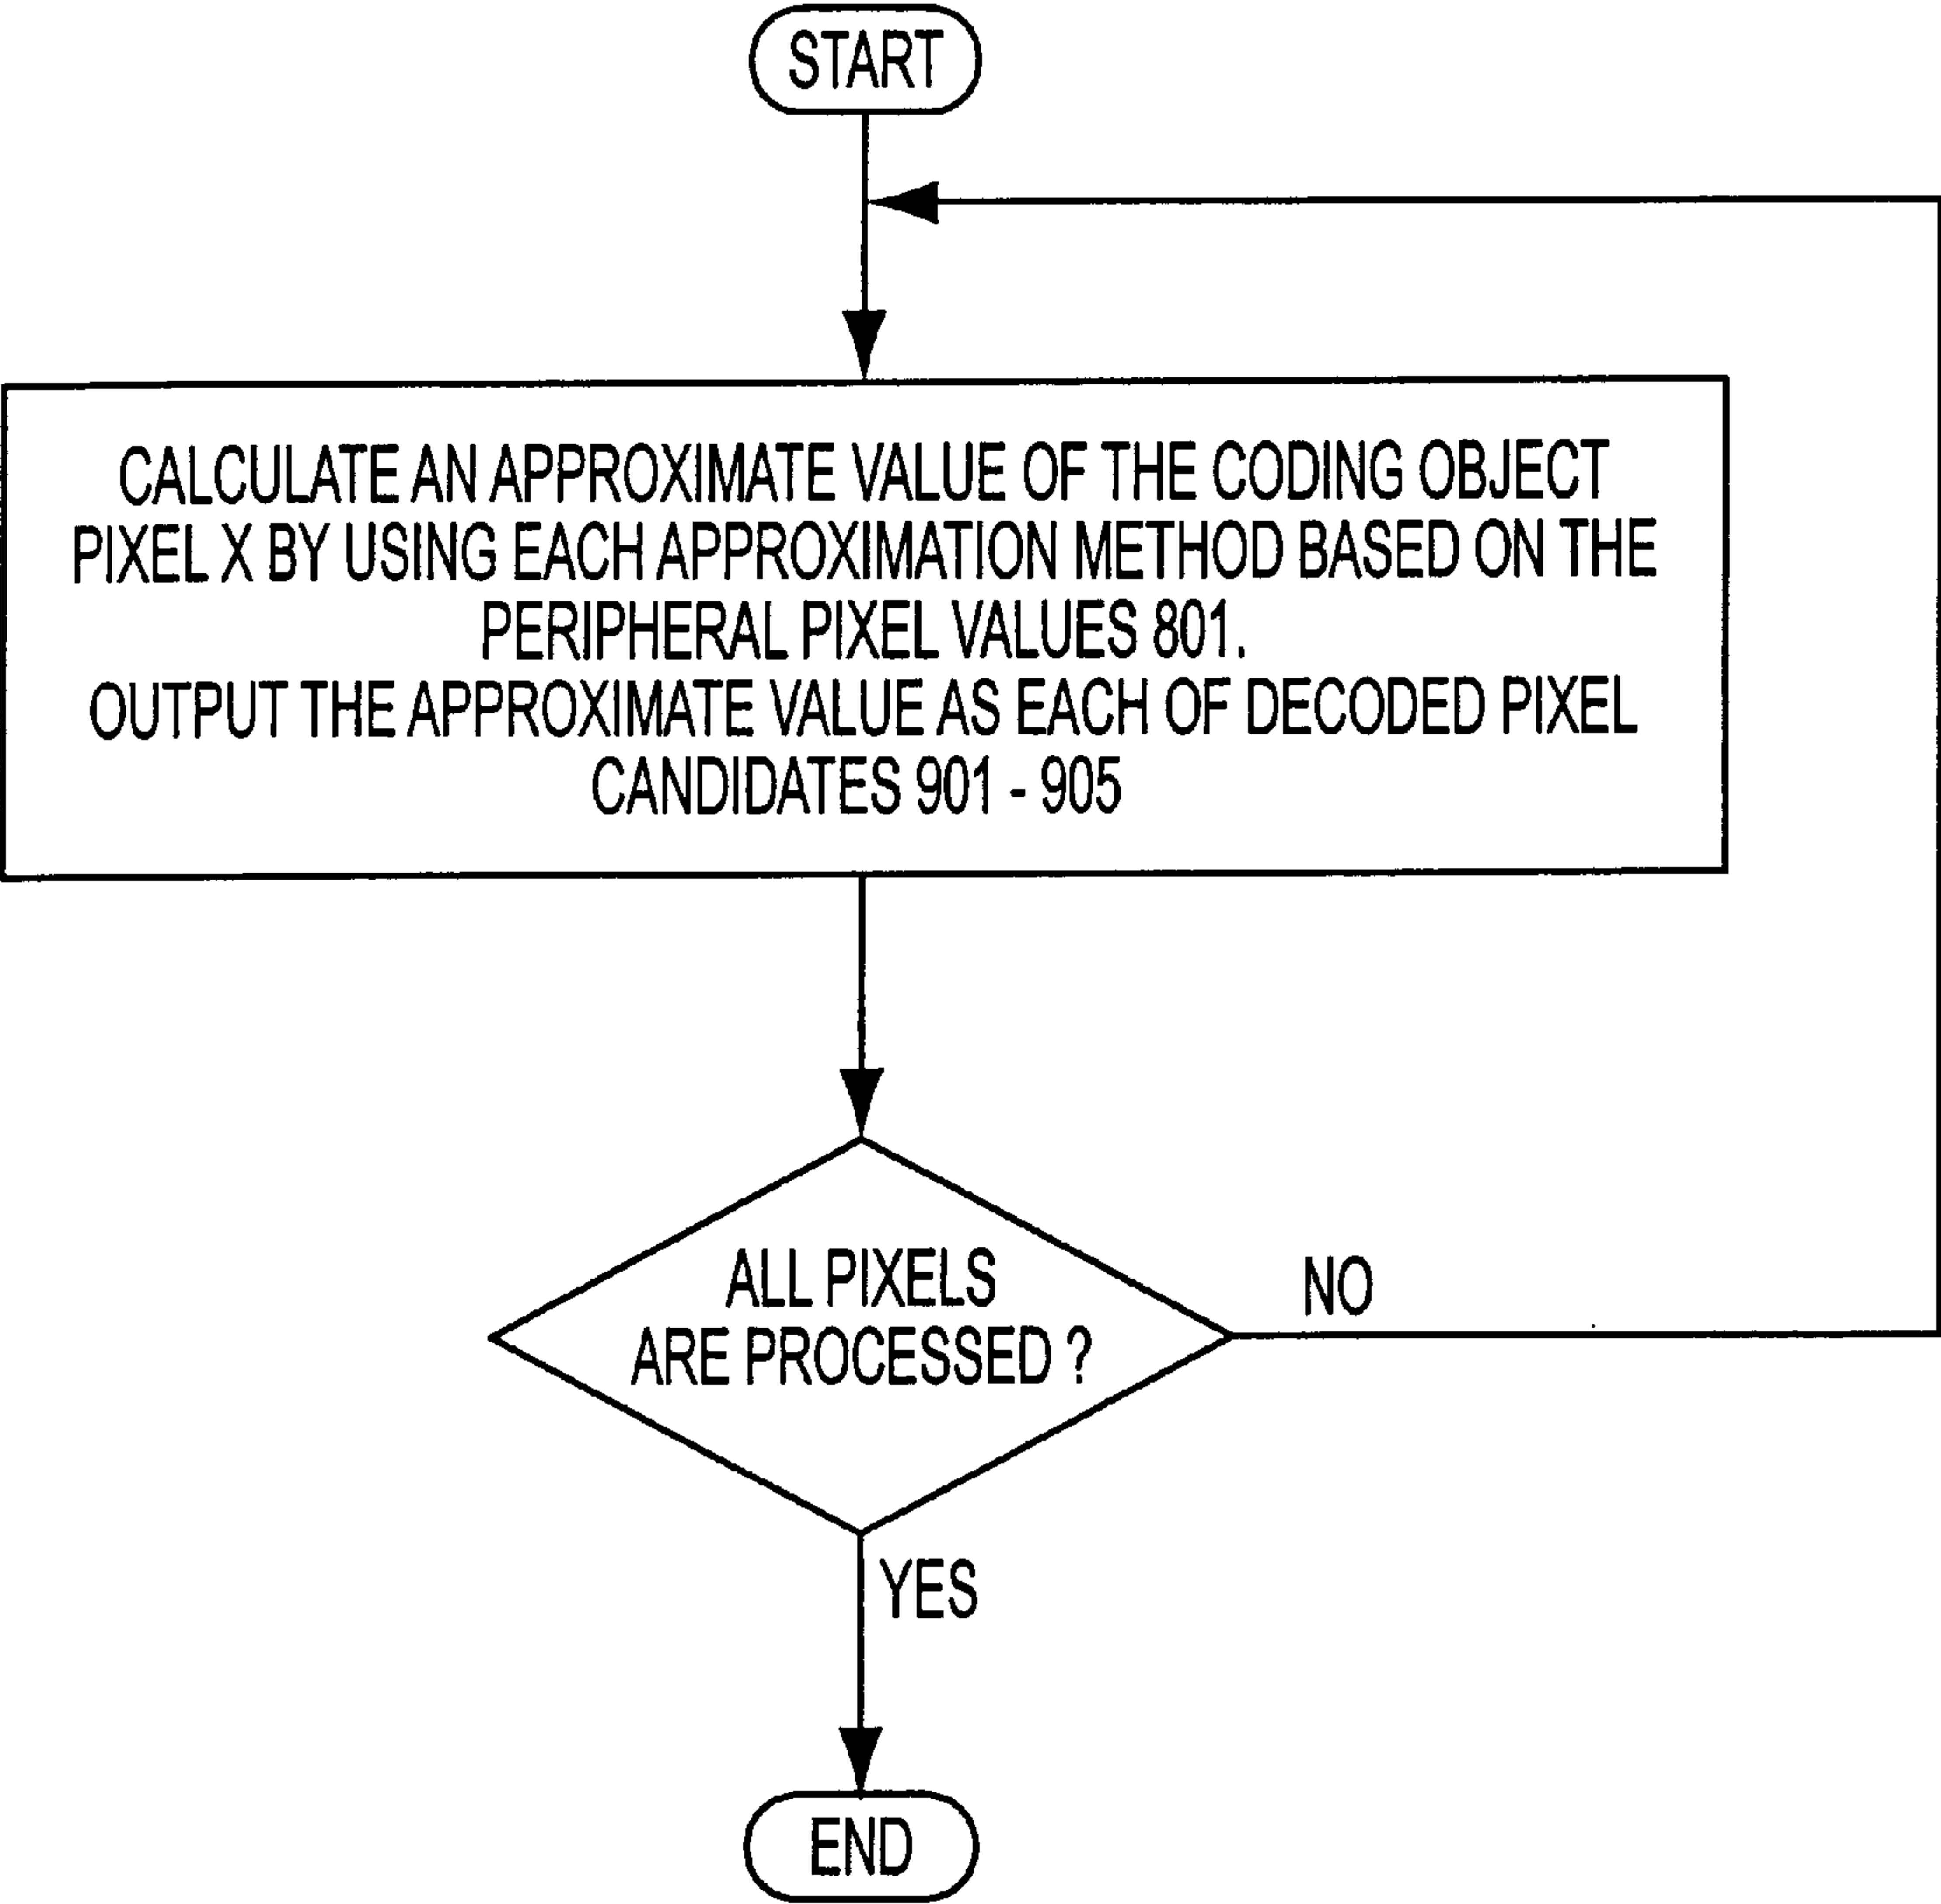 START
CALCULATE AN APPROXIMATE VALUE OF THE CODING OBJECT
PIXEL X BY USING EACH APPROXIMATION METHOD BASED ON THE
PERIPHERAL PIXEL VALUES 801.
OUTPUT THE APPROXIMATE VALUE AS EACH OF DECODED PIXEL
CANDIDATES 901 - 905
ALL PIXELS
ARE PROCESSED ?
NO
YES
END